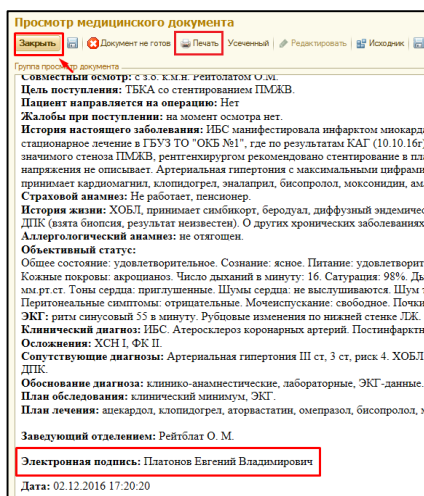 Просмотр медицинского документа
Закрыть Документ не готов Печать Усеченный Редактировать Исходник
Группа просмотр документа
Совместный осмотр: с з.о. к.м.н. Рейтблатом О.М.
Цель поступления: ТБКА со стентированием ПМЖВ.
Пациент направляется на операцию: Нет
Жалобы при поступлении: на момент осмотра нет.
История настоящего заболевания: ИБС манифестировала инфарктом миокард
стационарное лечение в ГБУЗ ТО "ОКБ №1", где по результатам КАГ (10.10.16г)
значимого стеноза ПМЖВ, рентгенхирургом рекомендовано стентирование в пла
напряжения не описывает. Артериальная гипертония с максимальными цифрами
принимает кардиомагнил, клопидогрел, эналаприл, бисопролол, моксонидин, ам
Страховой анамнез: Не работает, пенсионер.
История жизни: ХОБЛ, принимает симбикорт, беродуал, диффузный эндемичес
ДПК (взята биопсия, результат неизвестен). О других хронических заболеваниях
Аллергологический анамнез: не отягощен.
Объективный статус:
Общее состояние: удовлетворительное. Сознание: ясное. Питание: удовлетворит
Кожные покровы: акроцианоз. Число дыханий в минуту: 16. Сатурация: 98%. Ды
мм.рт.ст. Тоны сердца: приглушенные. Шумы сердца: не выслушиваются. Шум т
Перитонеальные симптомы: отрицательные. Мочеиспускание: свободное. Почки
ЭКГ: ритм синусовый 55 в минуту. Рубцовые изменения по нижней стенке ЛЖ.
Клинический диагноз: ИБС. Атеросклероз коронарных артерий. Постинфарктн
Осложнения: ХСН I, ФК II.
Сопутствующие диагнозы: Артериальная гипертония III ст, 3 ст, риск 4. ХОБЛ
ДПК.
Обоснование диагноза: клинико-анамнестические, лабораторные, ЭКГ-данные.
План обследования: клинический минимум, ЭКГ.
План лечения: ацекардол, клопидогрел, аторвастатин, омепразол, бисопролол,
Заведующий отделением: Рейтблат О. М.
Электронная подпись: Платонов Евгений Владимирович
Дата: 02.12.2016 17:20:20